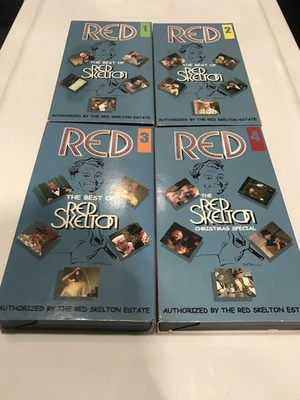 1
RED
THE BEST OF
RED
SKELTON
AUTHORIZED BY THE RED SKELTON ESTATE
2
RED
THE BEST OF
RED
SKELTON
AUTHORIZED BY THE RED SKELTON ESTATE
3
RED
THE BEST OF
RED
SKELTON
AUTHORIZED BY THE RED SKELTON ESTATE
4
RED
THE
RED
SKELTON
CHRISTMAS SPECIAL
AUTHORIZED BY THE RED SKELTON ESTATE